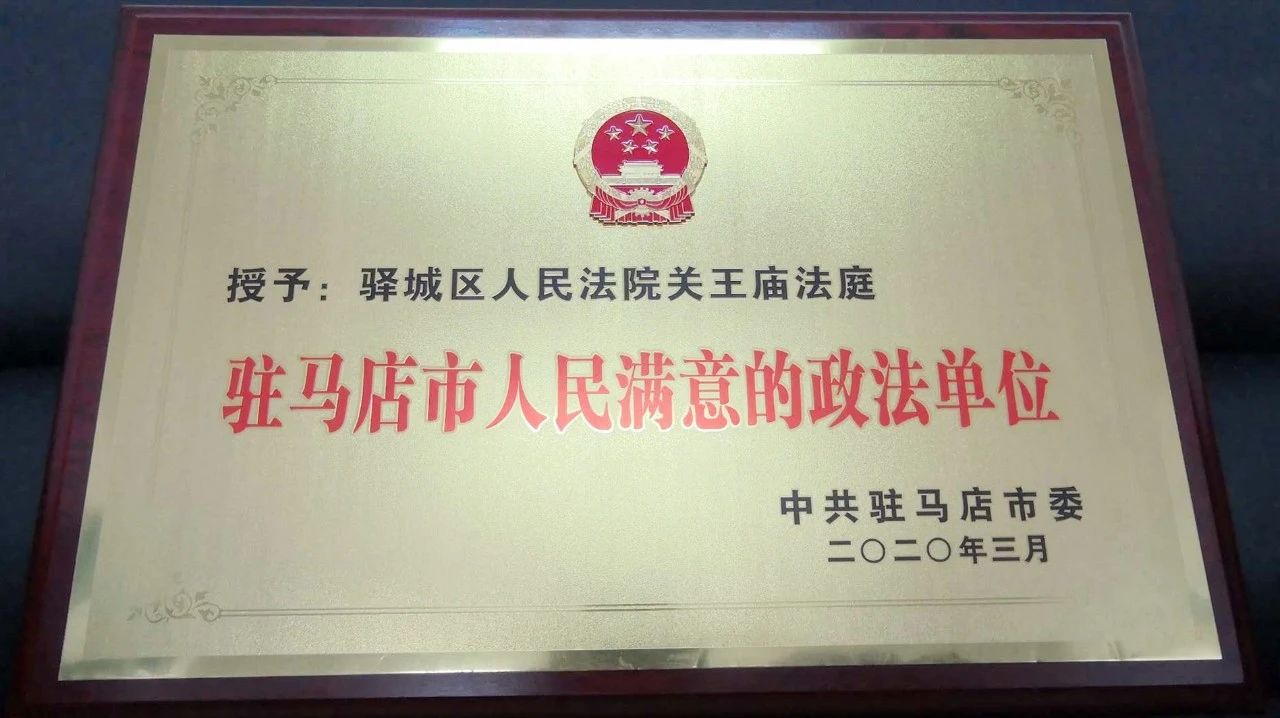 授予：驿城区人民法院关王庙法庭
驻马店市人民满意的政法单位
中共驻马店市委
二〇二〇年三月